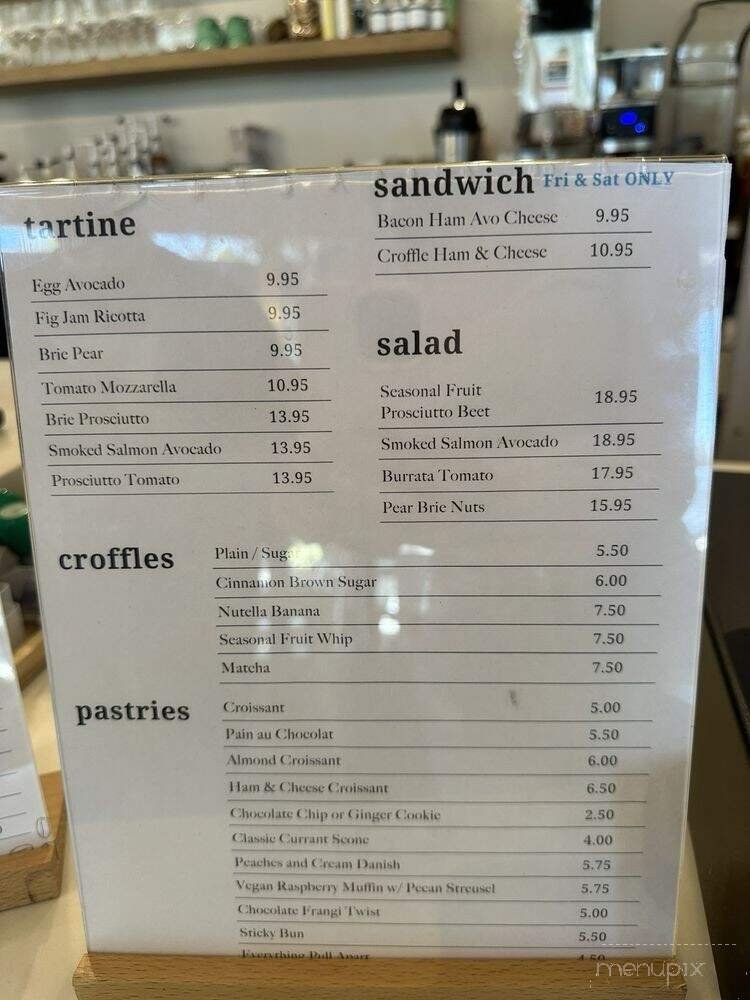 tartine
Egg Avocado 9.95
Fig Jam Ricotta 9.95
Brie Pear 9.95
Tomato Mozzarella 10.95
Brie Prosciutto 13.95
Smoked Salmon Avocado 13.95
Prosciutto Tomato 13.95
sandwich Fri & Sat ONLY
Bacon Ham Avo Cheese 9.95
Croffle Ham & Cheese 10.95
salad
Seasonal Fruit
Prosciutto Beet 18.95
Smoked Salmon Avocado 18.95
Burrata Tomato 17.95
Pear Brie Nuts 15.95
croffles
Plain / Sugar 5.50
Cinnamon Brown Sugar 6.00
Nutella Banana 7.50
Seasonal Fruit Whip 7.50
Matcha 7.50
pastries
Croissant 5.00
Pain au Chocolat 5.50
Almond Croissant 6.00
Ham & Cheese Croissant 6.50
Chocolate Chip or Ginger Cookie 2.50
Classic Currant Scone 4.00
Peaches and Cream Danish 5.75
Vegan Raspberry Muffin w/ Pecan Streusel 5.75
Chocolate Frangi Twist 5.00
Sticky Bun 5.50
Everything Pull Apart 4.50
menupix